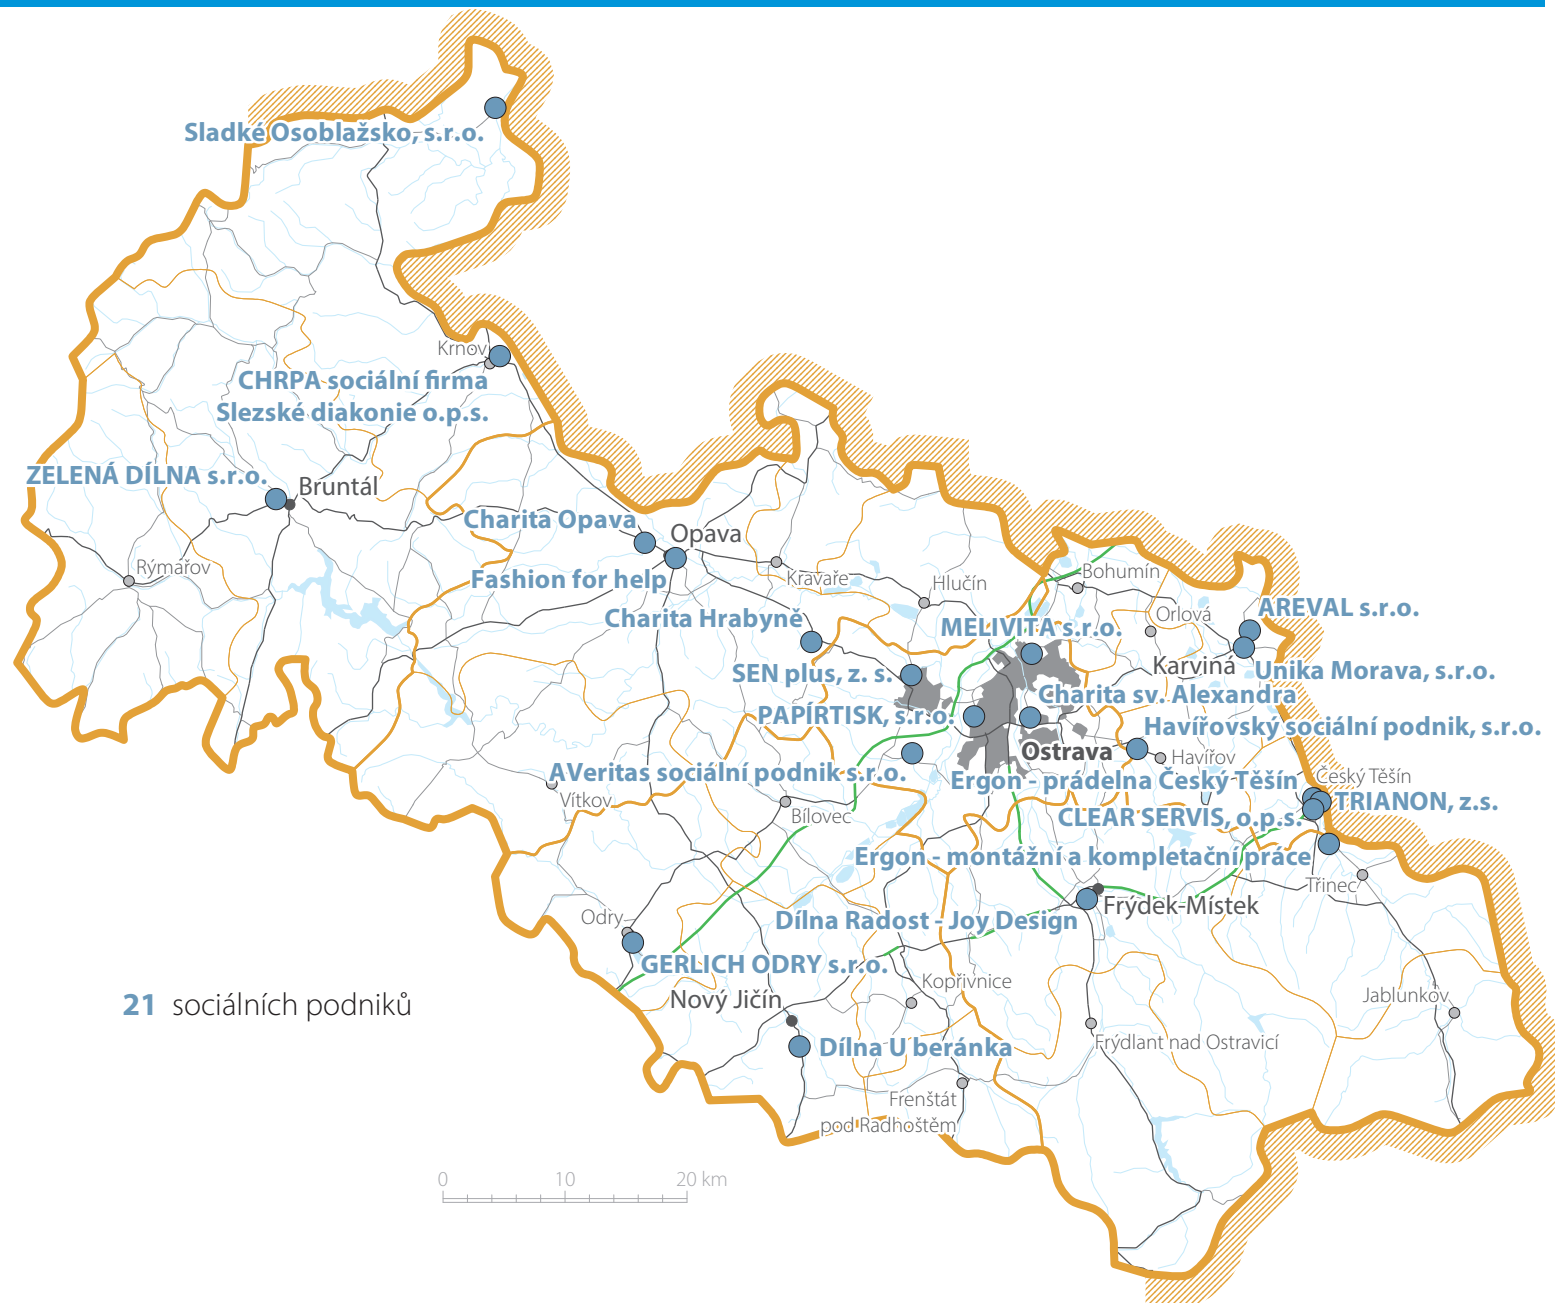 Sladké Osoblažsko, s.r.o.
Krnov
CHRPA sociální firma
Slezské diakonie o.p.s.
ZELENÁ DÍLNA s.r.o.
Bruntál
Charita Opava
Opava
Rýmařov
Fashion for help
Kravaře
Hlučín
Bohumín
Orlová
AREVAL s.r.o.
Charita Hrabyně
MELIVITA s.r.o.
Karviná
Unika Morava, s.r.o.
SEN plus, z. s.
Charita sv. Alexandra
PAPÍRTISK, s.r.o.
Havířovský sociální podnik, s.r.o.
Ostrava
Havířov
AVeritas sociální podnik s.r.o.
Ergon - prádelna Český Těšín
Český Těšín
TRIANON, z.s.
Vítkov
Bílovec
CLEAR SERVIS, o.p.s.
Ergon - montážní a kompletační práce
Třinec
Frýdek-Místek
Odry
Dílna Radost - Joy Design
GERLICH ODRY s.r.o.
Kopřivnice
Nový Jičín
Jablunkov
21 sociálních podniků
Frýdlant nad Ostravicí
Dílna U beránka
Frenštát
pod Radhoštěm
0 10 20 km